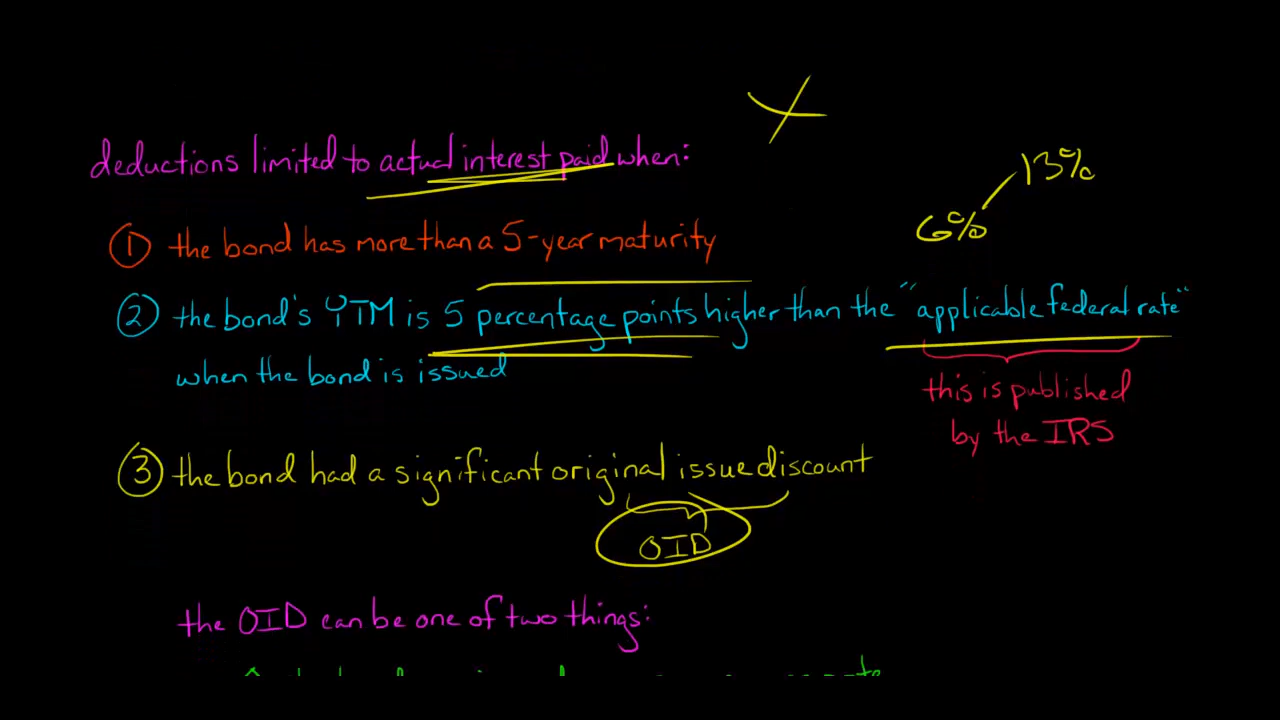 deductions limited to actual interest paid when:
13%
6%
① the bond has more than a 5-year maturity
② the bond's YTM is 5 percentage points higher than the "applicable federal rate"
when the bond is issued
this is published
by the IRS
③ the bond had a significant original issue discount
OID
the OID can be one of two things: